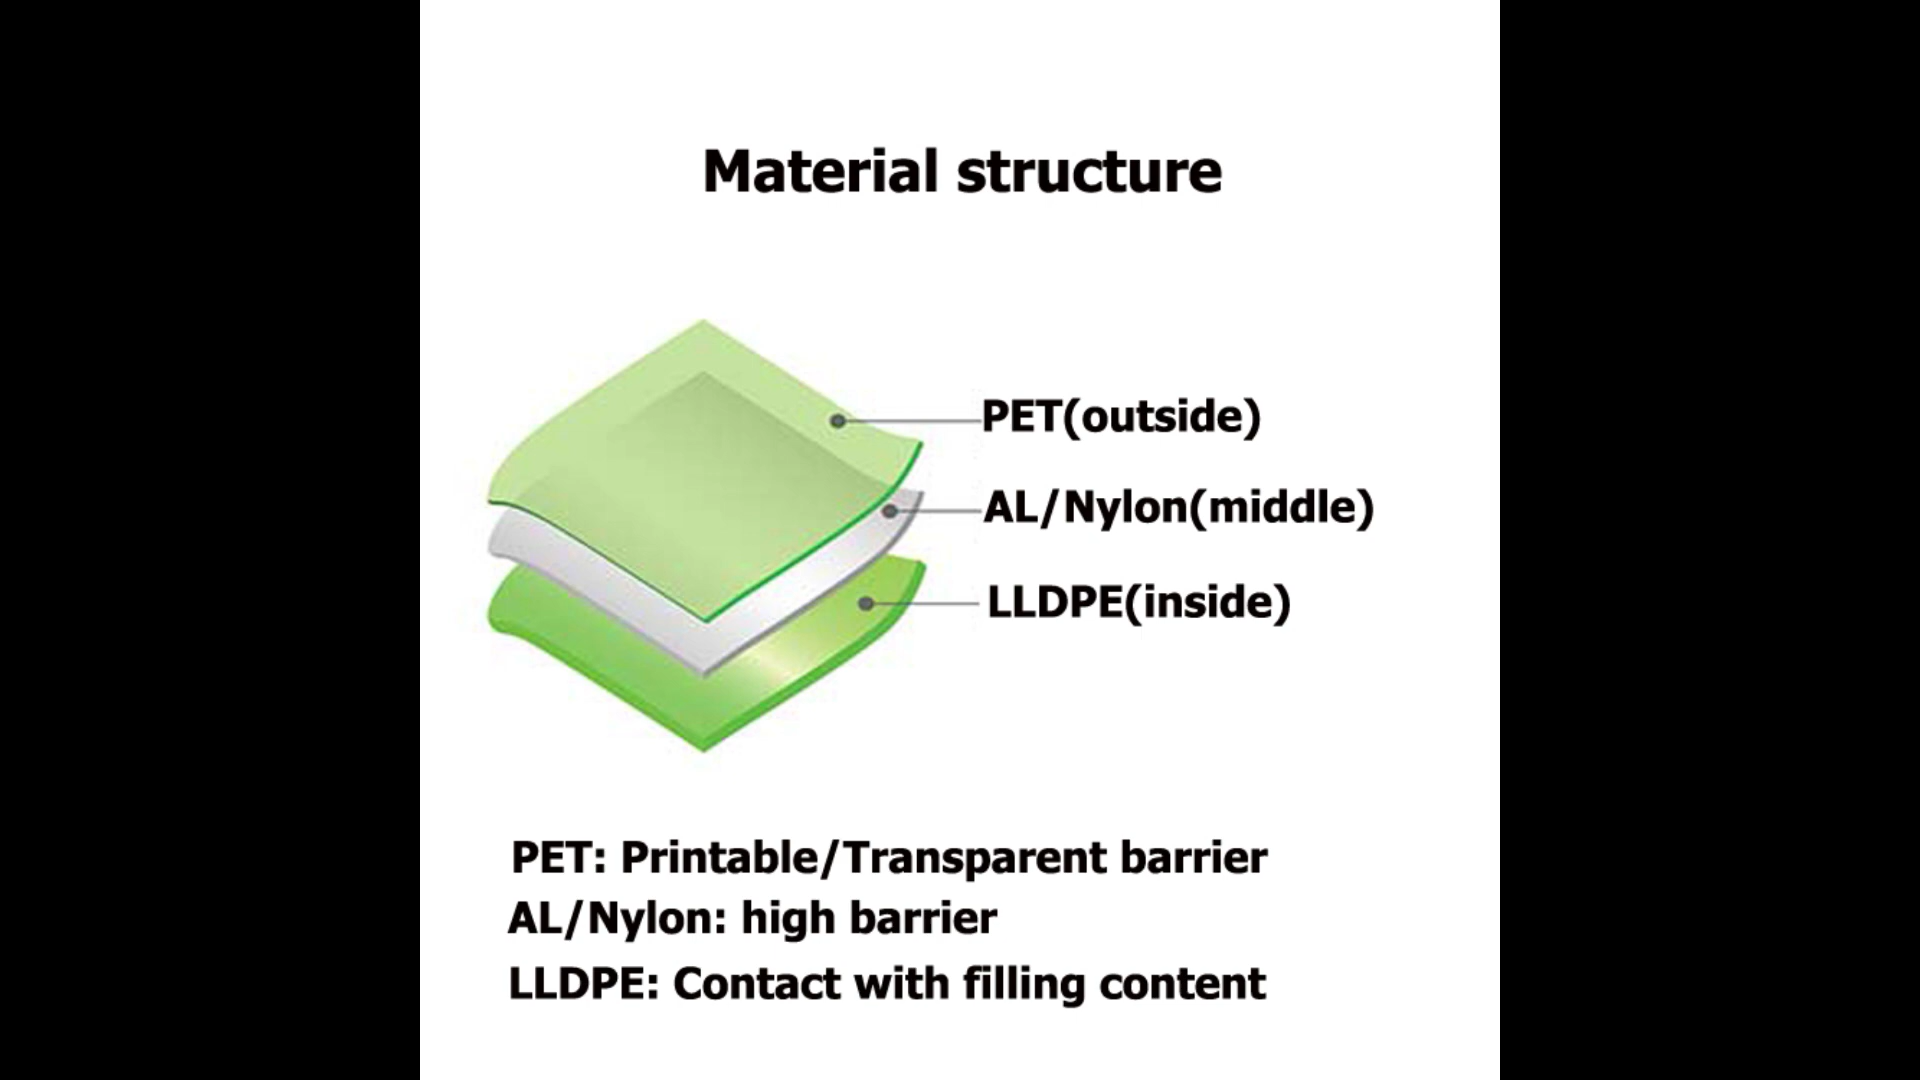 Material structure
PET(outside)
AL/Nylon(middle)
LLDPE(inside)
PET: Printable/Transparent barrier
AL/Nylon: high barrier
LLDPE: Contact with filling content